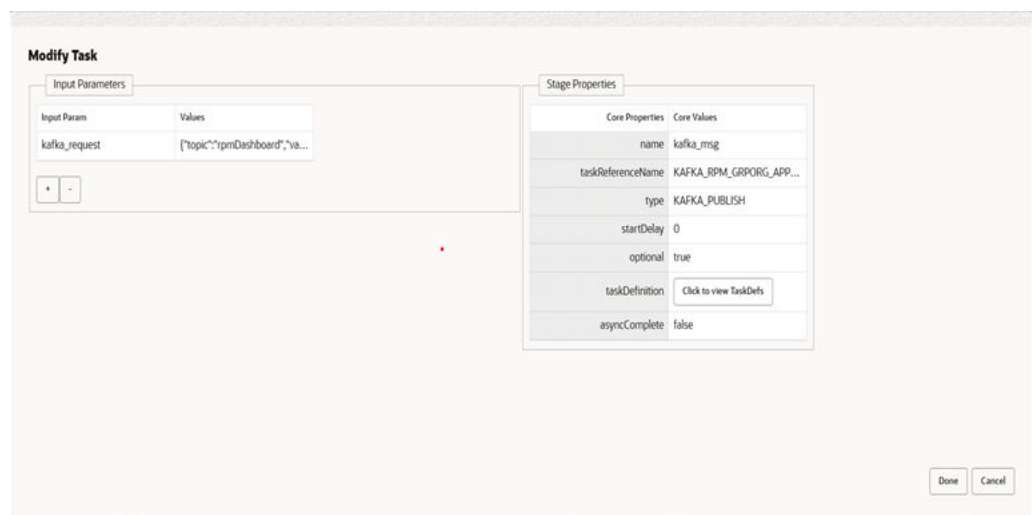 Modify Task
Input Parameters
Input Param Values
kafka_request {"topic":"rpmDashboard","va...
+ -
Stage Properties
Core Properties Core Values
name kafka_msg
taskReferenceName KAFKA_RPM_GRPORG_APP...
type KAFKA_PUBLISH
startDelay 0
optional true
taskDefinition Click to view TaskDefs
asyncComplete false
Done Cancel